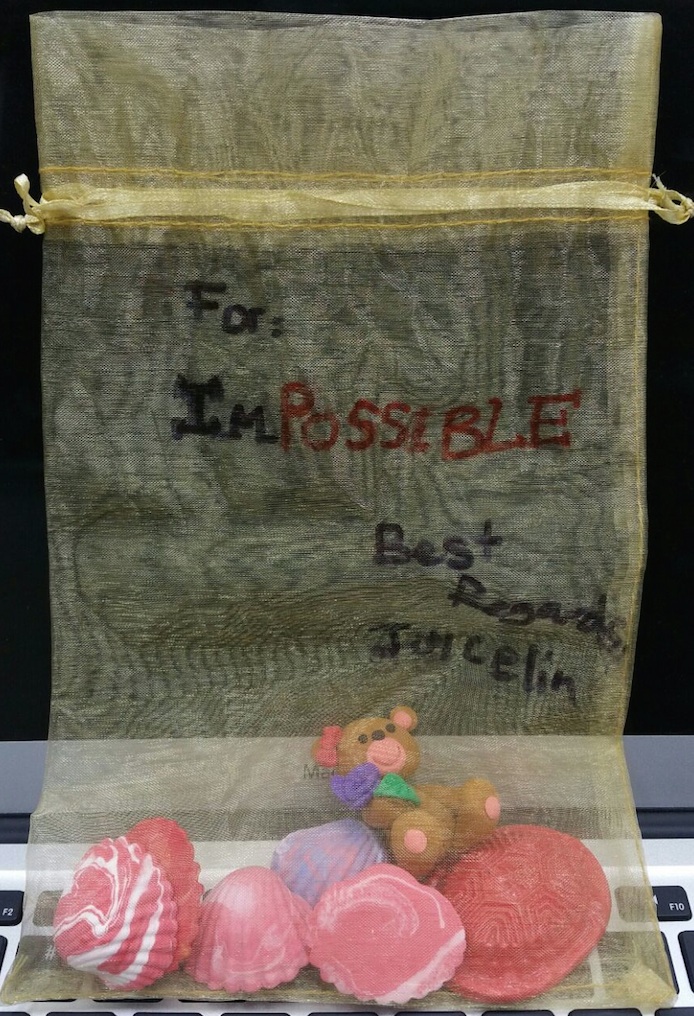 For:
ImPOSSIBLE
Best
Regards,
JuicElin
F2
F10